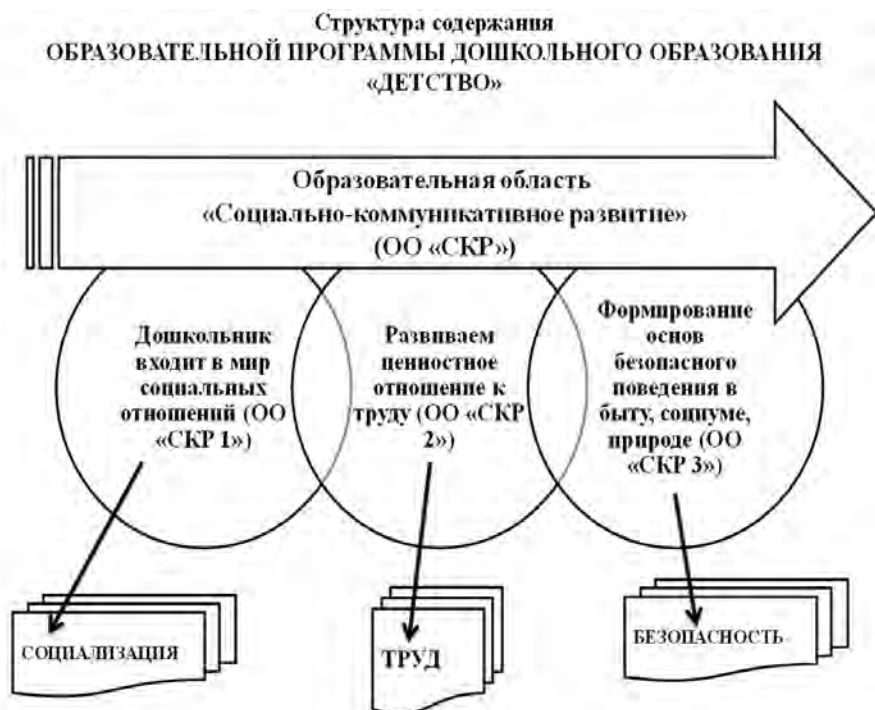 Структура содержания
ОБРАЗОВАТЕЛЬНОЙ ПРОГРАММЫ ДОШКОЛЬНОГО ОБРАЗОВАНИЯ
«ДЕТСТВО»
Образовательная область
«Социально-коммуникативное развитие»
(ОО «СКР»)
Дошкольник
входит в мир
социальных
отношений (ОО
«СКР 1»)
Развиваем
ценностное
отношение к
труду (ОО «СКР
2»)
Формирование
основ
безопасного
поведения в
быту, социуме,
природе (ОО
«СКР 3»)
СОЦИАЛИЗАЦИЯ
ТРУД
БЕЗОПАСНОСТЬ